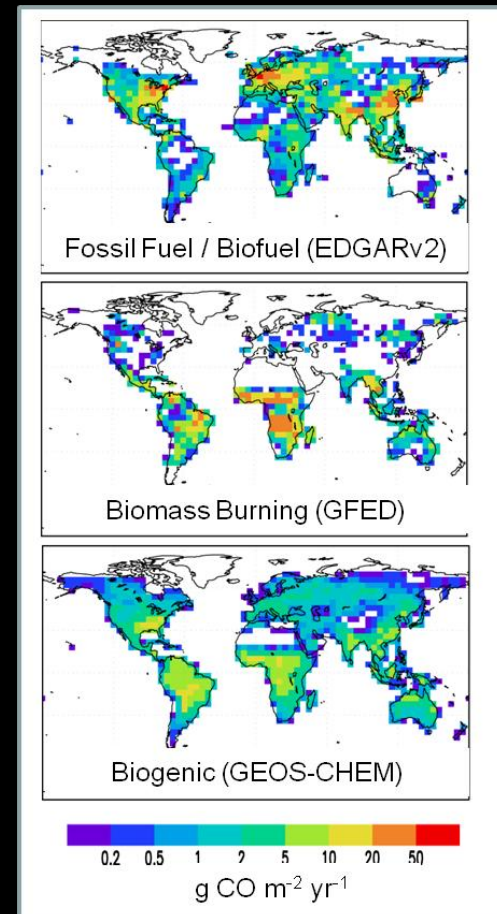 Fossil Fuel / Biofuel (EDGARv2)
Biomass Burning (GFED)
Biogenic (GEOS-CHEM)
0.2 0.5 1 2 5 10 20 50
g CO m⁻² yr⁻¹